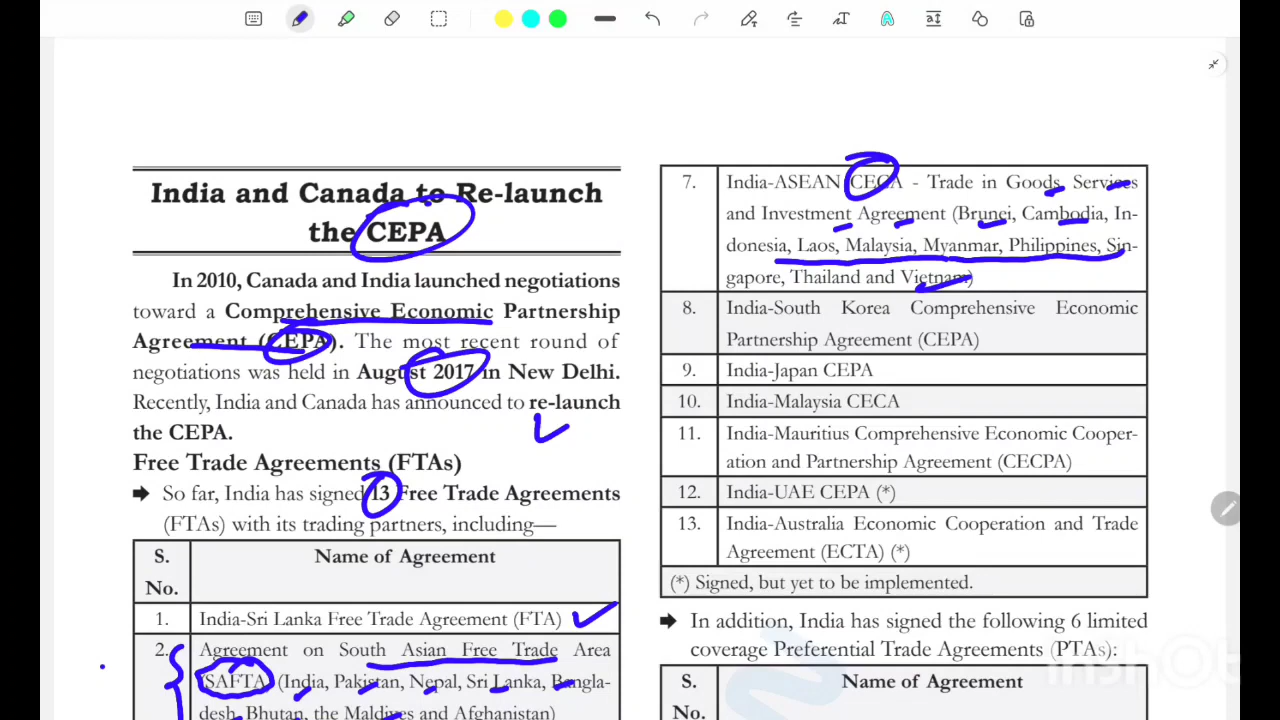 India and Canada to Re-launch
the CEPA
In 2010, Canada and India launched negotiations
toward a Comprehensive Economic Partnership
Agreement (CEPA). The most recent round of
negotiations was held in August 2017 in New Delhi.
Recently, India and Canada has announced to re-launch
the CEPA.
Free Trade Agreements (FTAs)
➡ So far, India has signed 13 Free Trade Agreements
(FTAs) with its trading partners, including—
S. Name of Agreement
No.
1. India-Sri Lanka Free Trade Agreement (FTA)
2. Agreement on South Asian Free Trade Area
(SAFTA) (India, Pakistan, Nepal, Sri Lanka, Bangla-
desh, Bhutan, the Maldives and Afghanistan)
7. India-ASEAN CECA - Trade in Goods, Services
and Investment Agreement (Brunei, Cambodia, In-
donesia, Laos, Malaysia, Myanmar, Philippines, Sin-
gapore, Thailand and Vietnam)
8. India-South Korea Comprehensive Economic
Partnership Agreement (CEPA)
9. India-Japan CEPA
10. India-Malaysia CECA
11. India-Mauritius Comprehensive Economic Cooper-
ation and Partnership Agreement (CECPA)
12. India-UAE CEPA (*)
13. India-Australia Economic Cooperation and Trade
Agreement (ECTA) (*)
(*) Signed, but yet to be implemented.
➡ In addition, India has signed the following 6 limited
coverage Preferential Trade Agreements (PTAs):
S. Name of Agreement
No.